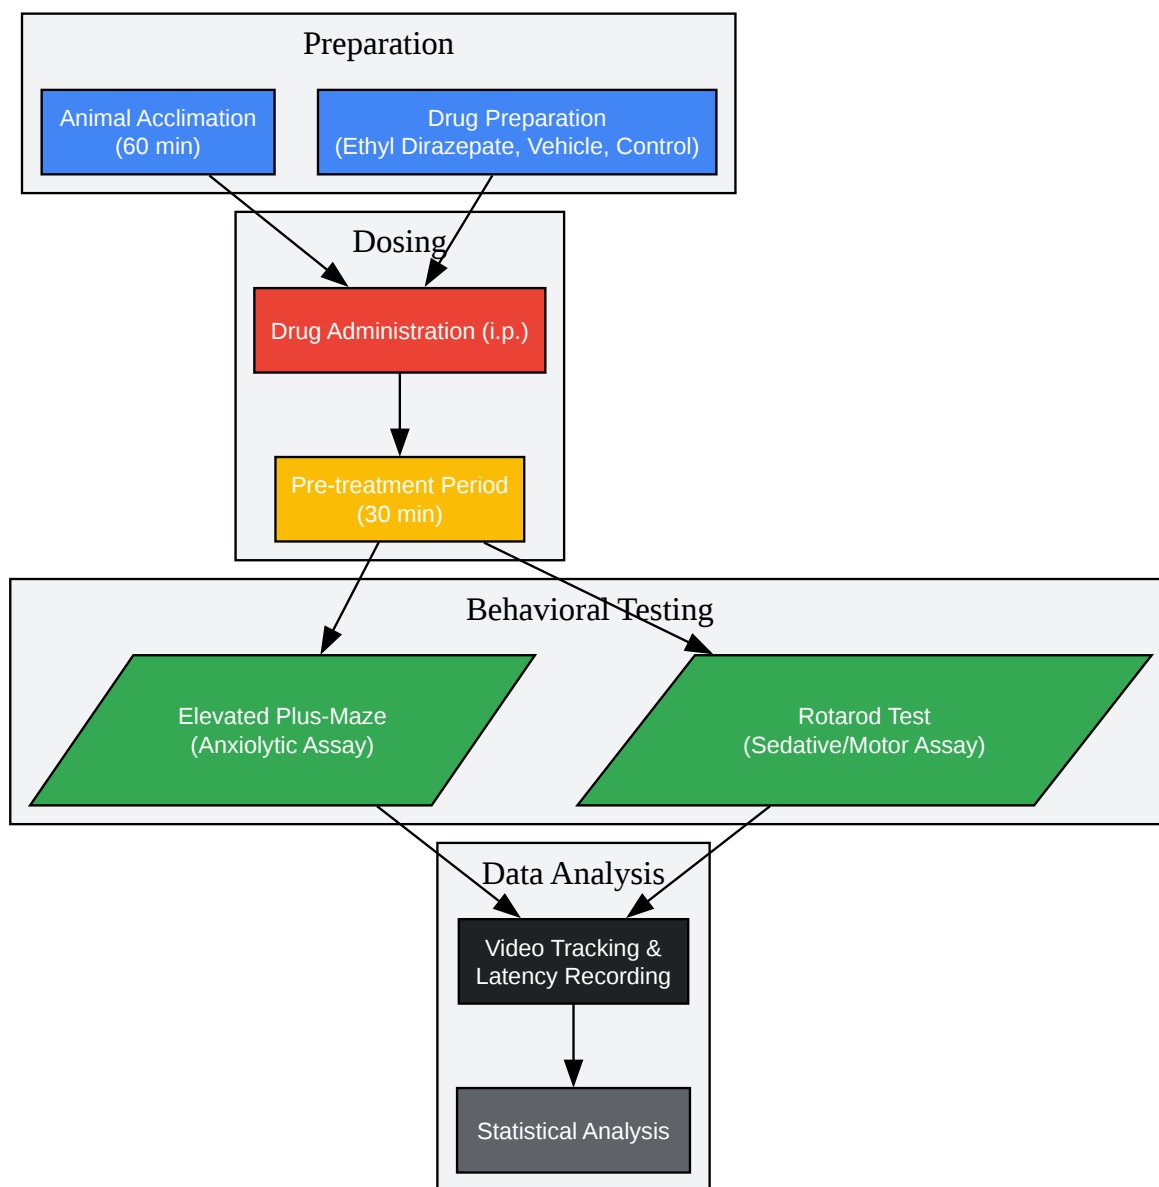 Preparation
Animal Acclimation
(60 min)
Drug Preparation
(Ethyl Dirazepate, Vehicle, Control)
Dosing
Drug Administration (i.p.)
Pre-treatment Period
(30 min)
Behavioral Testing
Elevated Plus-Maze
(Anxiolytic Assay)
Rotarod Test
(Sedative/Motor Assay)
Data Analysis
Video Tracking &
Latency Recording
Statistical Analysis